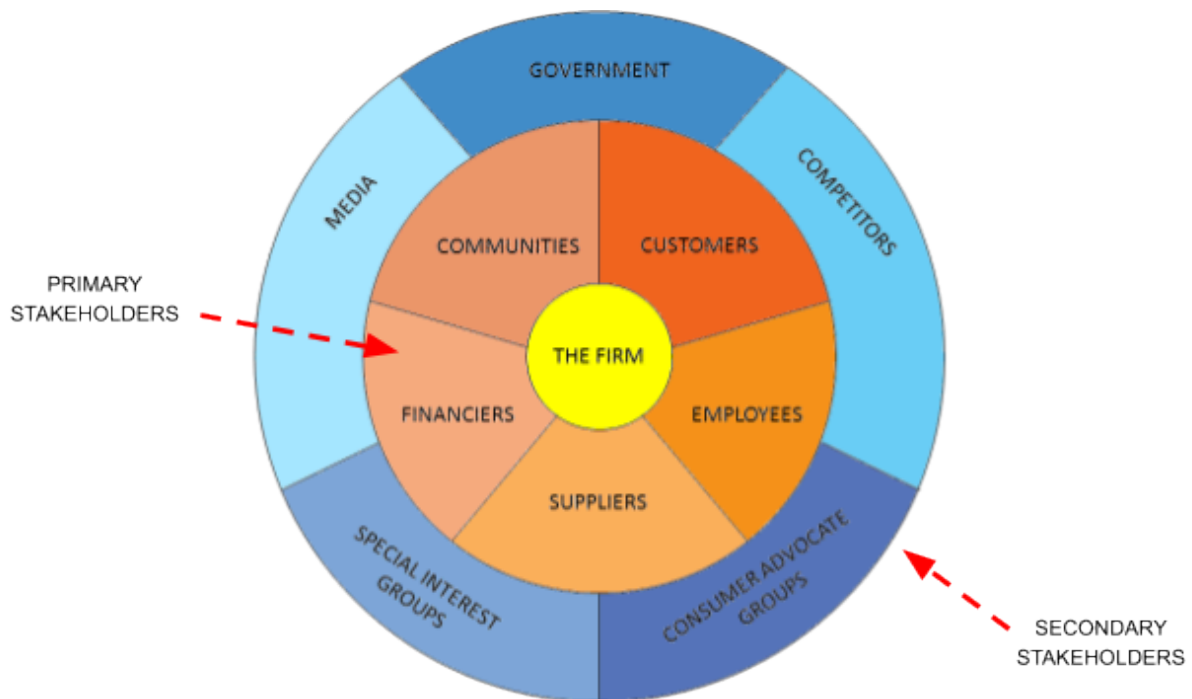 GOVERNMENT
MEDIA
COMPETITORS
COMMUNITIES
CUSTOMERS
PRIMARY
STAKEHOLDERS
THE FIRM
FINANCIERS
EMPLOYEES
SUPPLIERS
SPECIAL INTEREST
GROUPS
CONSUMER ADVOCATE
GROUPS
SECONDARY
STAKEHOLDERS